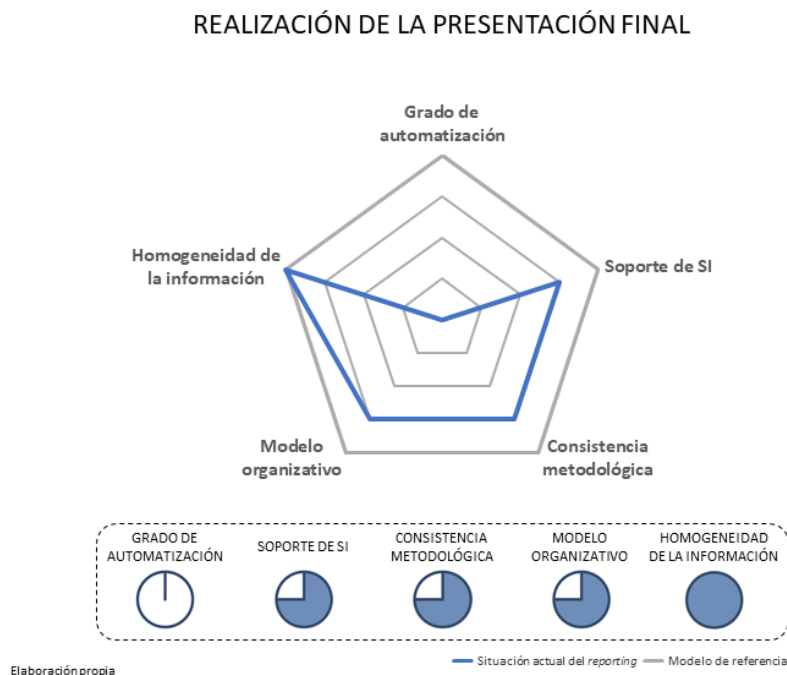 REALIZACIÓN DE LA PRESENTACIÓN FINAL
Grado de
automatización
Homogeneidad de
la información
Soporte de SI
Modelo
organizativo
Consistencia
metodológica
GRADO DE
AUTOMATIZACIÓN
SOPORTE DE SI
CONSISTENCIA
METODOLÓGICA
MODELO
ORGANIZATIVO
HOMOGENEIDAD
DE LA INFORMACIÓN
Situación actual del reporting
Modelo de referencia
Elaboración propia